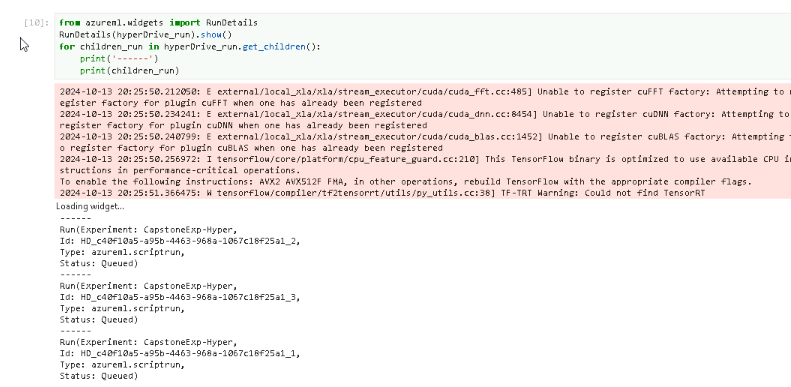 [10]: from azureml.widgets import RunDetails
RunDetails(hyperDrive_run).show()
for children_run in hyperDrive_run.get_children():
    print('------')
    print(children_run)
2024-10-13 20:25:50.212050: E external/local_xla/xla/stream_executor/cuda/cuda_fft.cc:485] Unable to register cuFFT factory: Attempting to
egister factory for plugin cuFFT when one has already been registered
2024-10-13 20:25:50.234241: E external/local_xla/xla/stream_executor/cuda/cuda_dnn.cc:8454] Unable to register cuDNN factory: Attempting to
register factory for plugin cuDNN when one has already been registered
2024-10-13 20:25:50.240799: E external/local_xla/xla/stream_executor/cuda/cuda_blas.cc:1452] Unable to register cuBLAS factory: Attempting
o register factory for plugin cuBLAS when one has already been registered
2024-10-13 20:25:50.256972: I tensorflow/core/platform/cpu_feature_guard.cc:210] This TensorFlow binary is optimized to use available CPU in
structions in performance-critical operations.
To enable the following instructions: AVX2 AVX512F FMA, in other operations, rebuild TensorFlow with the appropriate compiler flags.
2024-10-13 20:25:51.366475: W tensorflow/compiler/tf2tensorrt/utils/py_utils.cc:38] TF-TRT Warning: Could not find TensorRT
Loading widget...
------
Run(Experiment: CapstoneExp-Hyper,
Id: HD_c40f10a5-a95b-4463-968a-1067c18f25a1_2,
Type: azureml.scriptrun,
Status: Queued)
------
Run(Experiment: CapstoneExp-Hyper,
Id: HD_c40f10a5-a95b-4463-968a-1067c18f25a1_3,
Type: azureml.scriptrun,
Status: Queued)
------
Run(Experiment: CapstoneExp-Hyper,
Id: HD_c40f10a5-a95b-4463-968a-1067c18f25a1_1,
Type: azureml.scriptrun,
Status: Queued)